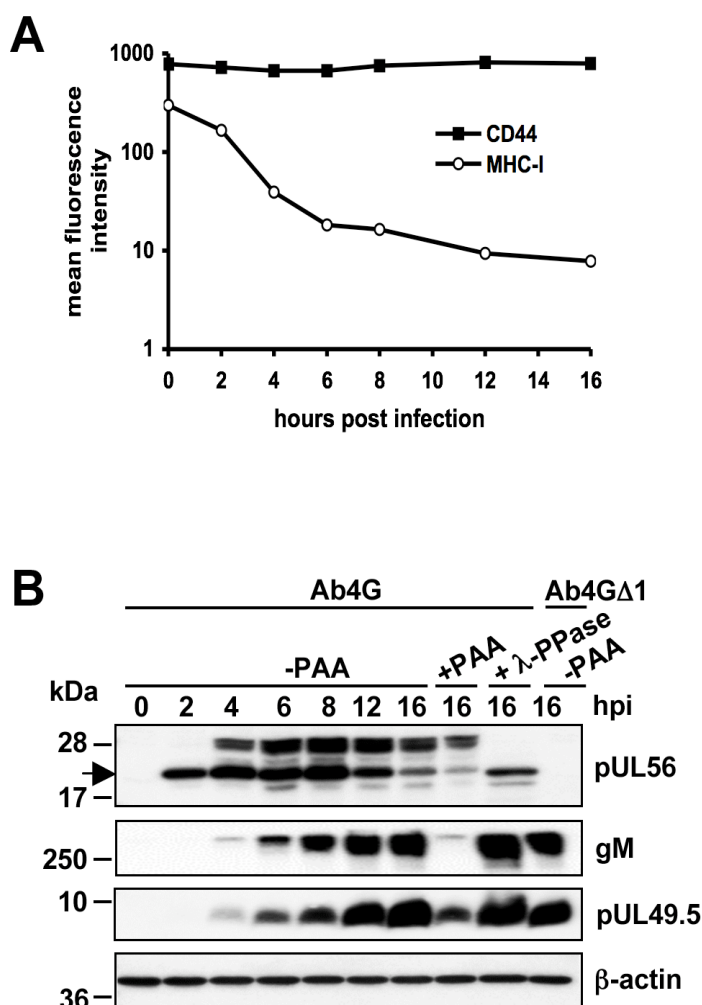 A
1000
100
10
1
mean fluorescence
intensity
CD44
MHC-I
0 2 4 6 8 10 12 14 16
hours post infection
B
Ab4G Ab4GΔ1
-PAA +PAA + λ-PPase -PAA
kDa 0 2 4 6 8 12 16 16 16 16 hpi
28
17
pUL56
250
gM
10
pUL49.5
36
β-actin